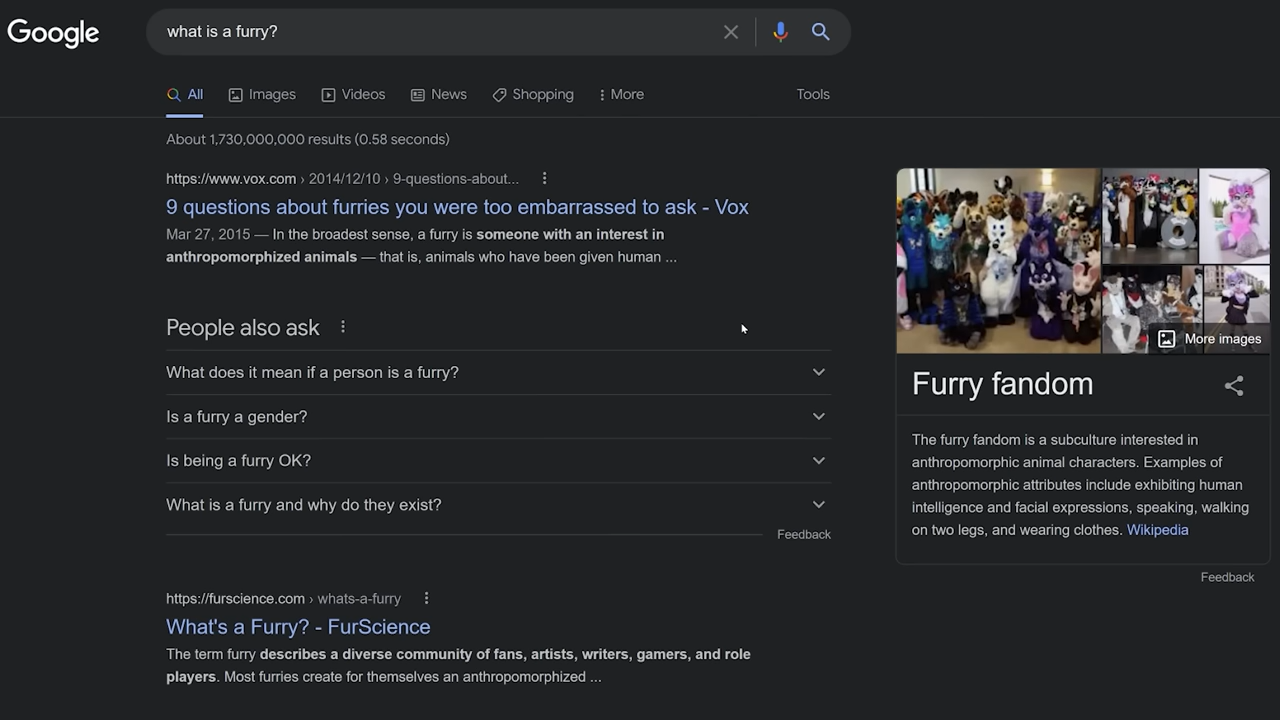 Google
what is a furry?
All
Images
Videos
News
Shopping
More
Tools
About 1,730,000,000 results (0.58 seconds)
https://www.vox.com › 2014/12/10 › 9-questions-about...
9 questions about furries you were too embarrassed to ask - Vox
Mar 27, 2015 — In the broadest sense, a furry is someone with an interest in
anthropomorphized animals — that is, animals who have been given human ...
People also ask
What does it mean if a person is a furry?
Is a furry a gender?
Is being a furry OK?
What is a furry and why do they exist?
Feedback
https://furscience.com › whats-a-furry
What's a Furry? - FurScience
The term furry describes a diverse community of fans, artists, writers, gamers, and role
players. Most furries create for themselves an anthropomorphized ...
More images
Furry fandom
The furry fandom is a subculture interested in
anthropomorphic animal characters. Examples of
anthropomorphic attributes include exhibiting human
intelligence and facial expressions, speaking, walking
on two legs, and wearing clothes. Wikipedia
Feedback